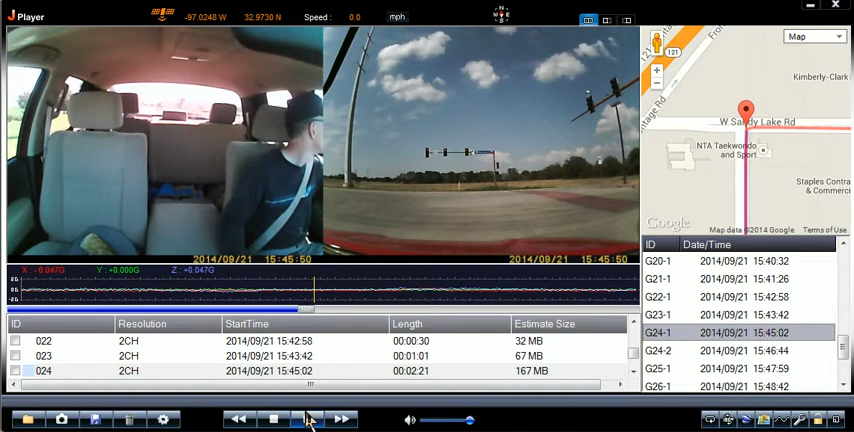 J Player
-97.0248 W 32.9730 N Speed : 0.0 mph
N
W E
S
Map
121
121
Kimberly-Clark
W Sandy Lake Rd
NTA Taekwondo
and Sport
Staples Contra
& Commerci
Google
Map data ©2014 Google Terms of Use
2014/09/21 15:45:50
2014/09/21 15:45:50
X : -0.047G Y : +0.000G Z : +0.047G
2G
0
-2G
ID Resolution StartTime Length Estimate Size
022 2CH 2014/09/21 15:42:58 00:00:30 32 MB
023 2CH 2014/09/21 15:43:42 00:01:01 67 MB
024 2CH 2014/09/21 15:45:02 00:02:21 167 MB
ID Date/Time
G20-1 2014/09/21 15:40:32
G21-1 2014/09/21 15:41:26
G22-1 2014/09/21 15:42:58
G23-1 2014/09/21 15:43:42
G24-1 2014/09/21 15:45:02
G24-2 2014/09/21 15:46:44
G25-1 2014/09/21 15:47:59
G26-1 2014/09/21 15:48:42